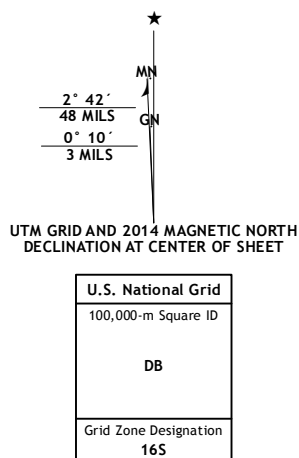 ★
MN
2° 42´
48 MILS
GN
0° 10´
3 MILS
UTM GRID AND 2014 MAGNETIC NORTH
DECLINATION AT CENTER OF SHEET
U.S. National Grid
100,000-m Square ID
DB
Grid Zone Designation
16S